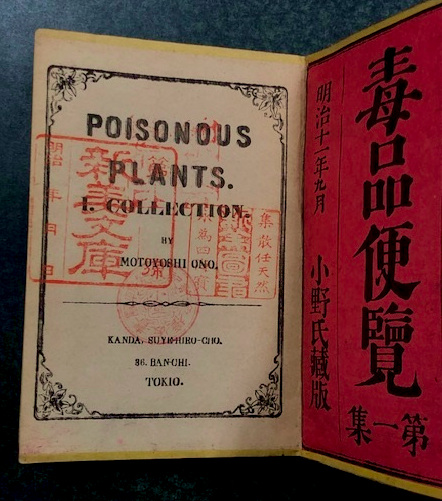 POISONOUS
PLANTS.
I. COLLECTION.
BY
MOTOYOSHI ONO.
KANDA, SUYEHIRO-CHO.
36. BAN-CHI.
TOKIO.
明治十一年九月
毒品便覽
第一集
小野氏藏版